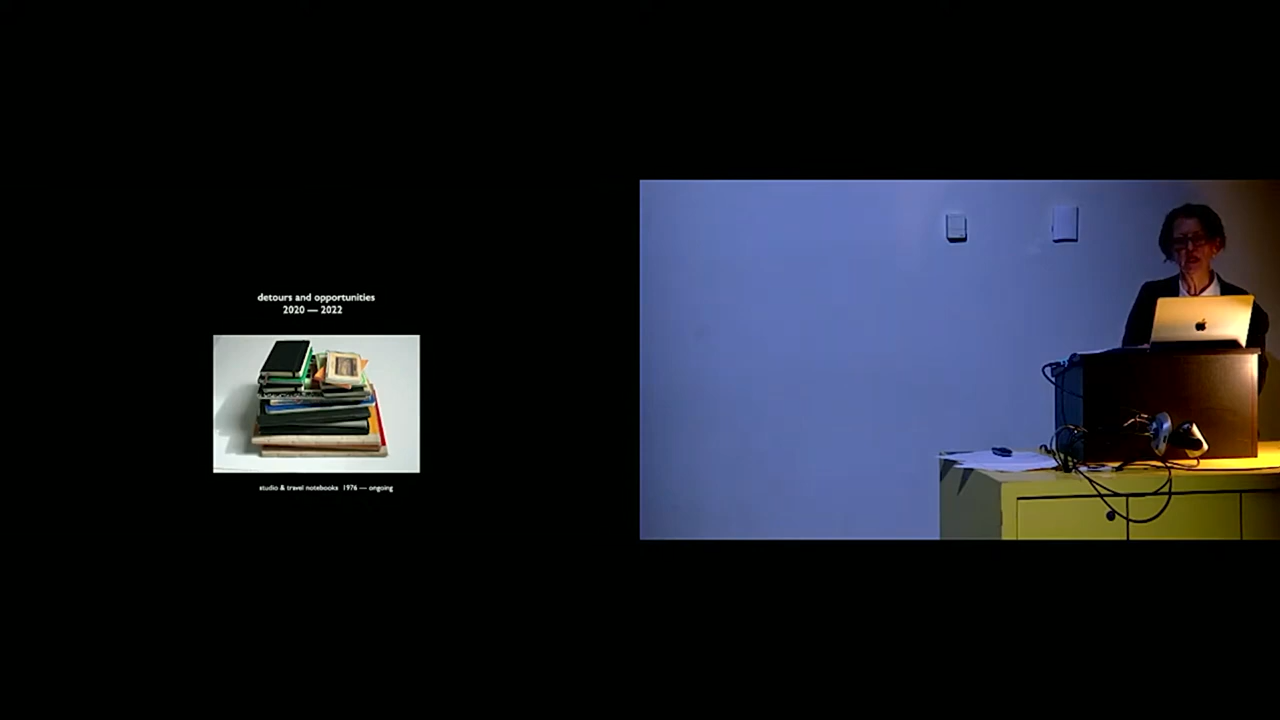 detours and opportunities
2020 — 2022
studio & travel notebooks 1976 — ongoing